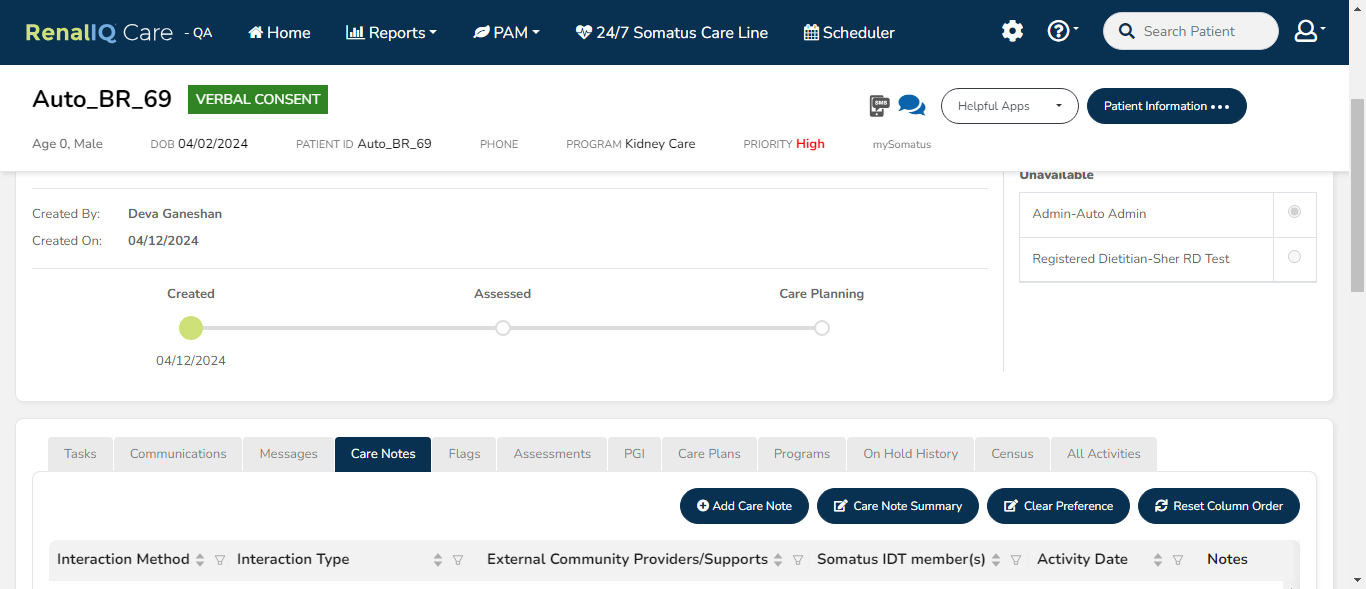 RenalIQ Care - QA Home Reports PAM 24/7 Somatus Care Line Scheduler Search Patient
Auto_BR_69 VERBAL CONSENT SMS Helpful Apps Patient Information
Age 0, Male DOB 04/02/2024 PATIENT ID Auto_BR_69 PHONE PROGRAM Kidney Care PRIORITY High mySomatus
Unavailable
Created By: Deva Ganeshan
Created On: 04/12/2024
Admin-Auto Admin
Registered Dietitian-Sher RD Test
Created Assessed Care Planning
04/12/2024
Tasks Communications Messages Care Notes Flags Assessments PGI Care Plans Programs On Hold History Census All Activities
Add Care Note Care Note Summary Clear Preference Reset Column Order
Interaction Method Interaction Type External Community Providers/Supports Somatus IDT member(s) Activity Date Notes